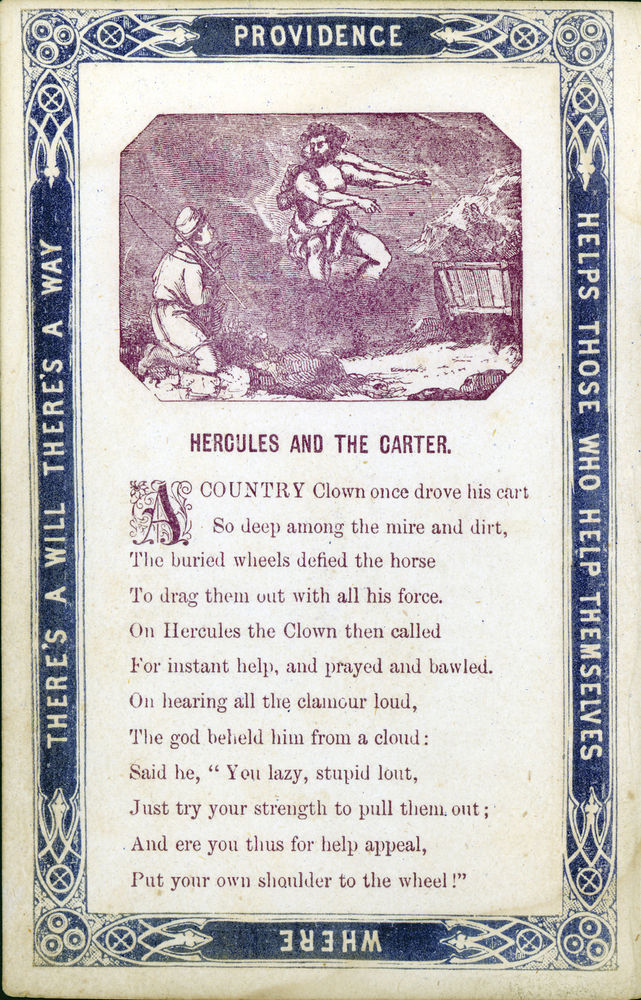 PROVIDENCE
HELPS THOSE WHO HELP THEMSELVES
WHERE
THERE'S A WILL THERE'S A WAY
HERCULES AND THE CARTER.
A COUNTRY Clown once drove his cart
So deep among the mire and dirt,
The buried wheels defied the horse
To drag them out with all his force.
On Hercules the Clown then called
For instant help, and prayed and bawled.
On hearing all the clamour loud,
The god beheld him from a cloud:
Said he, “ You lazy, stupid lout,
Just try your strength to pull them out;
And ere you thus for help appeal,
Put your own shoulder to the wheel!”